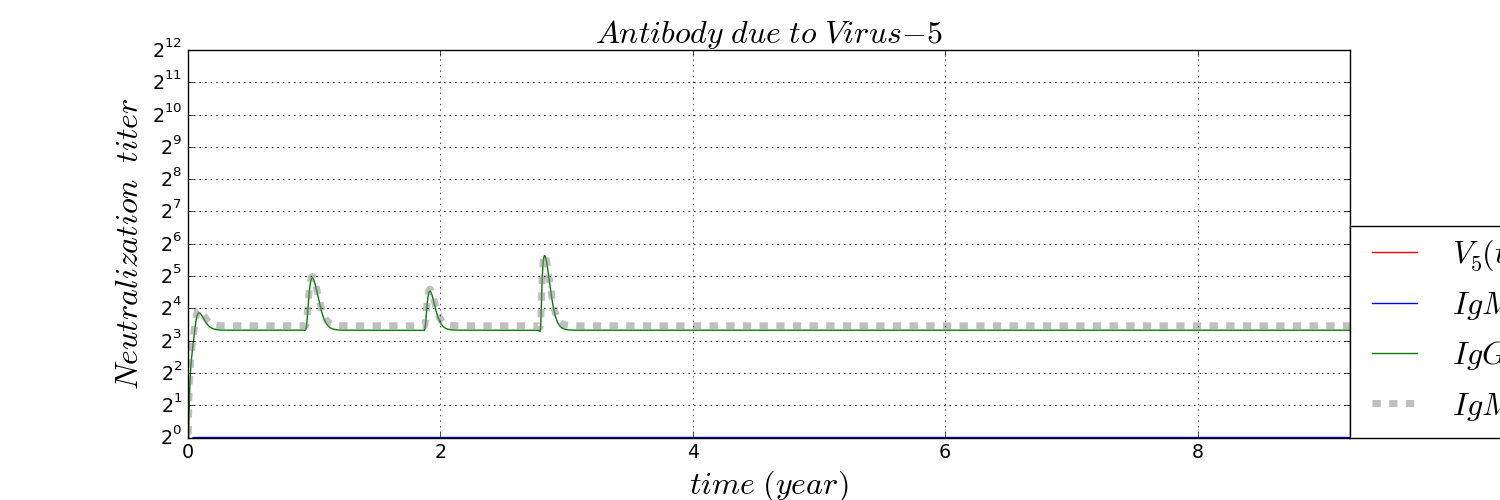 Antibody due to Virus−5
Neutralization titer
2^12
2^11
2^10
2^9
2^8
2^7
2^6
2^5
2^4
2^3
2^2
2^1
2^0
0 2 4 6 8
time (year)
V_5(t
IgM
IgG
IgM